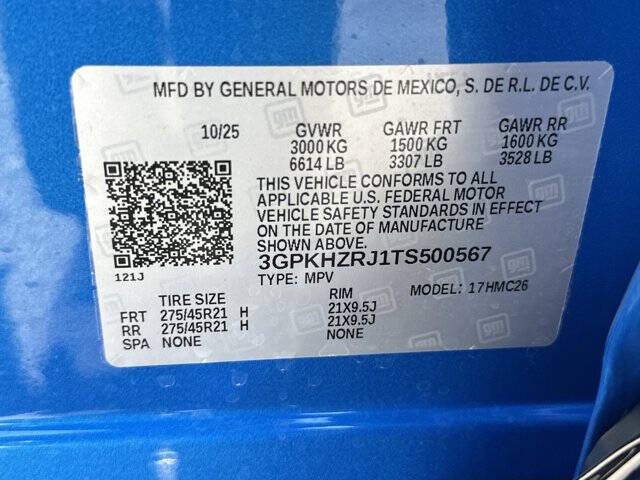 MFD BY GENERAL MOTORS DE MEXICO, S. DE R.L. DE C.V.
10/25 GVWR GAWR FRT GAWR RR
3000 KG 1500 KG 1600 KG
6614 LB 3307 LB 3528 LB
THIS VEHICLE CONFORMS TO ALL
APPLICABLE U.S. FEDERAL MOTOR
VEHICLE SAFETY STANDARDS IN EFFECT
ON THE DATE OF MANUFACTURE
SHOWN ABOVE.
3GPKHZRJ1TS500567
121J
TYPE: MPV MODEL: 17HMC26
TIRE SIZE RIM
FRT 275/45R21 H 21X9.5J
RR 275/45R21 H 21X9.5J
SPA NONE NONE